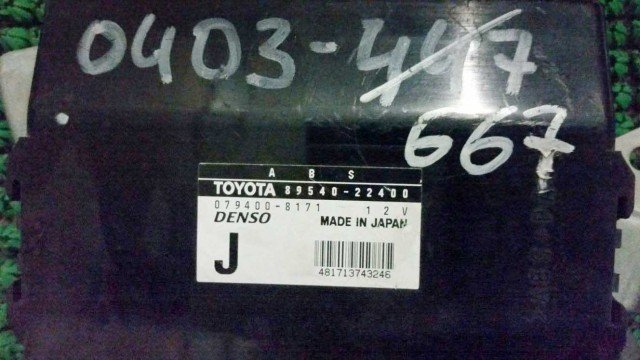 0403-447
667
A B S
TOYOTA 89540-22400
079400-8171 12V
DENSO MADE IN JAPAN
J
481713743246